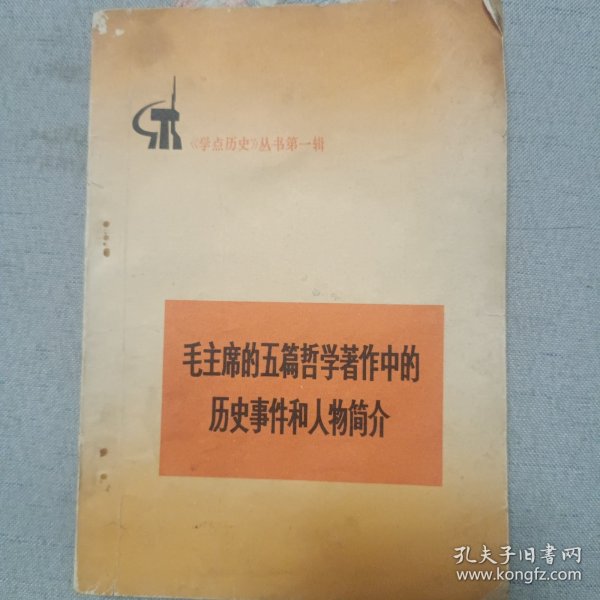 《学点历史》丛书第一辑
毛主席的五篇哲学著作中的
历史事件和人物简介
孔夫子旧书网
www.kongfz.com